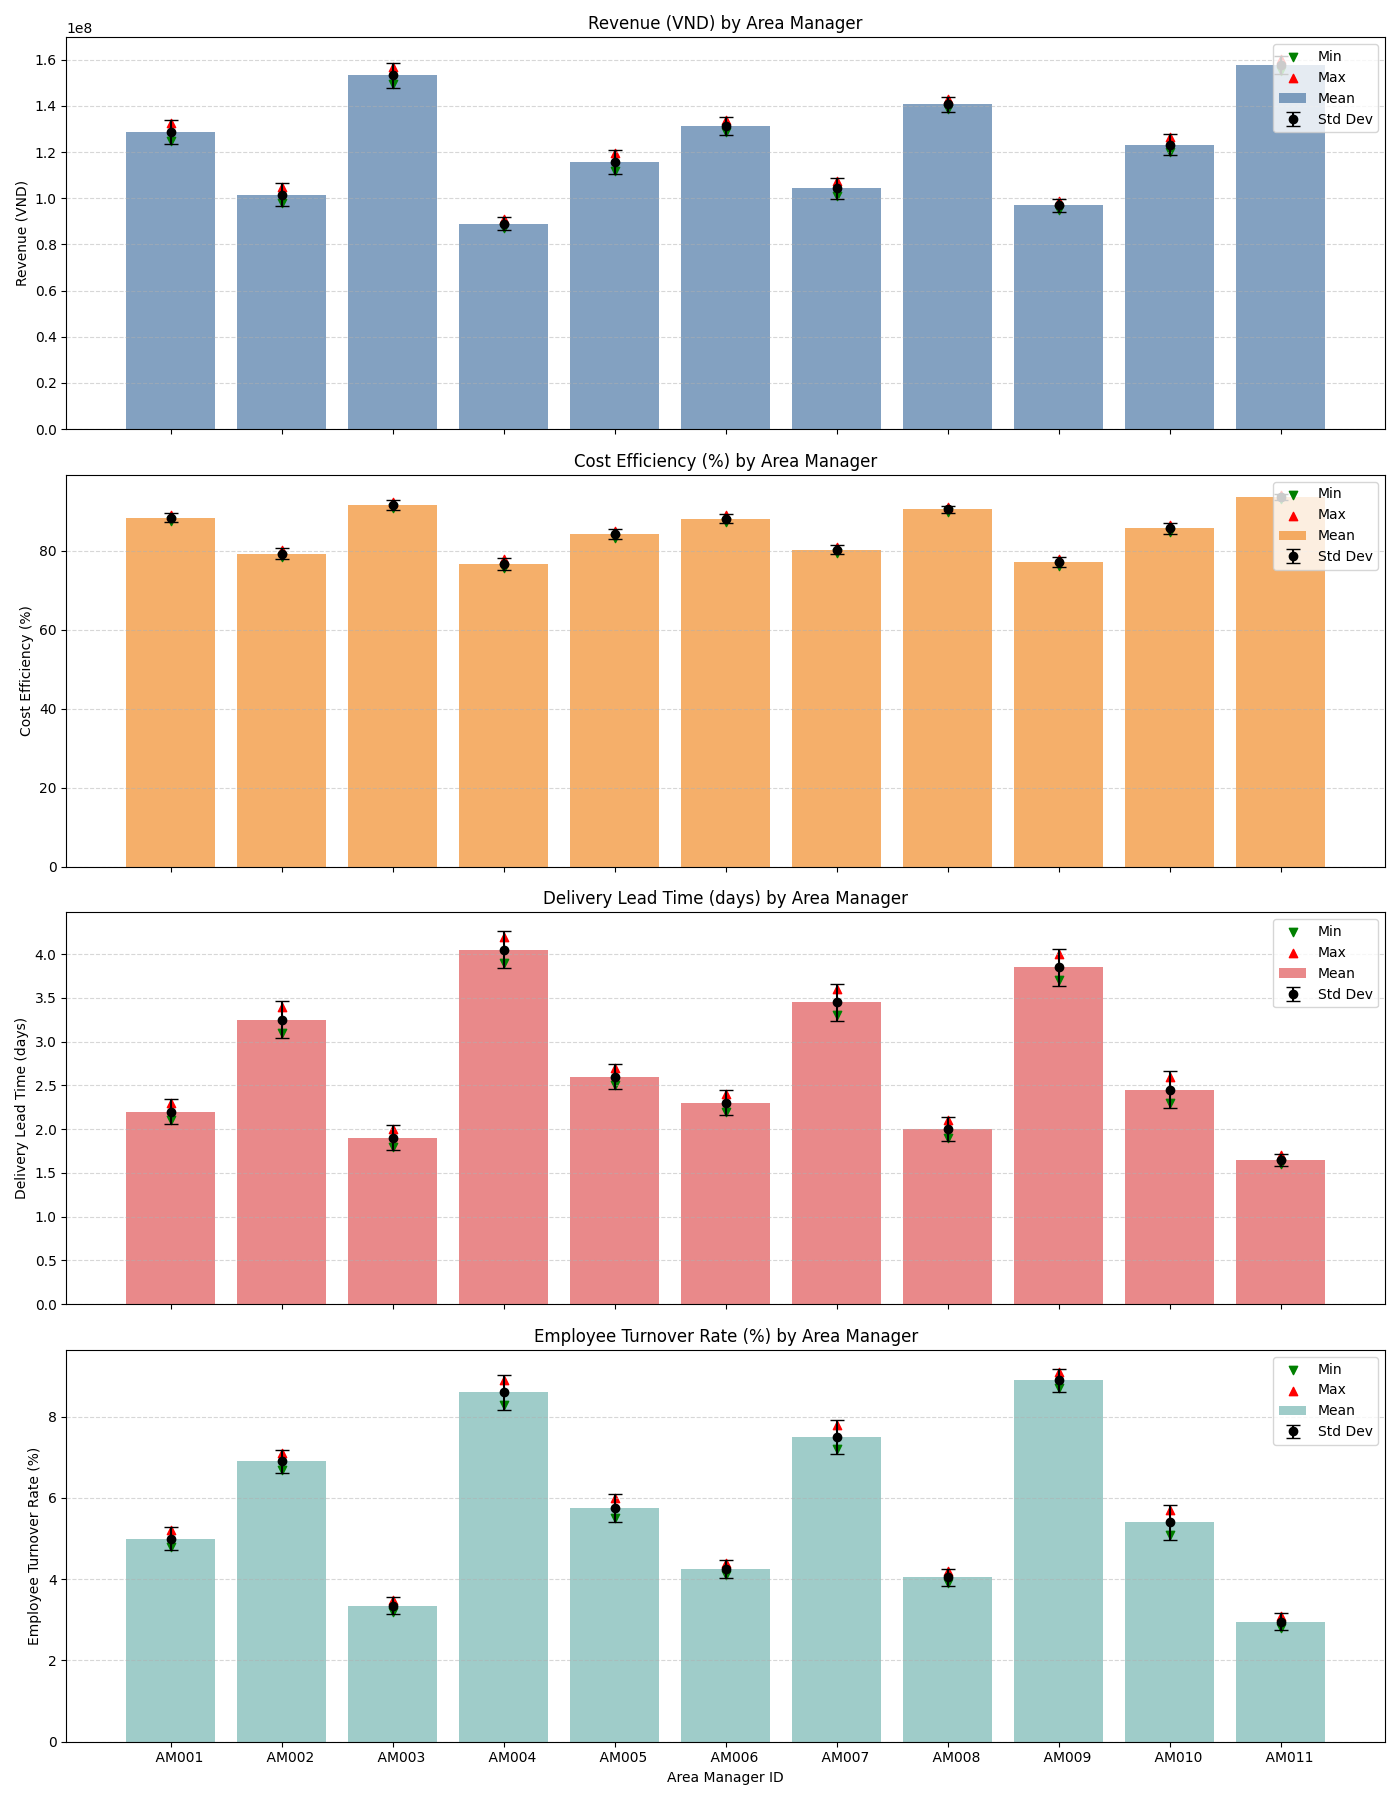 Revenue (VND) by Area Manager
1e8
1.6
1.4
1.2
1.0
0.8
0.6
0.4
0.2
0.0
Revenue (VND)
Min
Max
Mean
Std Dev
Cost Efficiency (%) by Area Manager
80
60
40
20
0
Cost Efficiency (%)
Min
Max
Mean
Std Dev
Delivery Lead Time (days) by Area Manager
4.0
3.5
3.0
2.5
2.0
1.5
1.0
0.5
0.0
Delivery Lead Time (days)
Min
Max
Mean
Std Dev
Employee Turnover Rate (%) by Area Manager
8
6
4
2
0
Employee Turnover Rate (%)
Min
Max
Mean
Std Dev
AM001 AM002 AM003 AM004 AM005 AM006 AM007 AM008 AM009 AM010 AM011
Area Manager ID